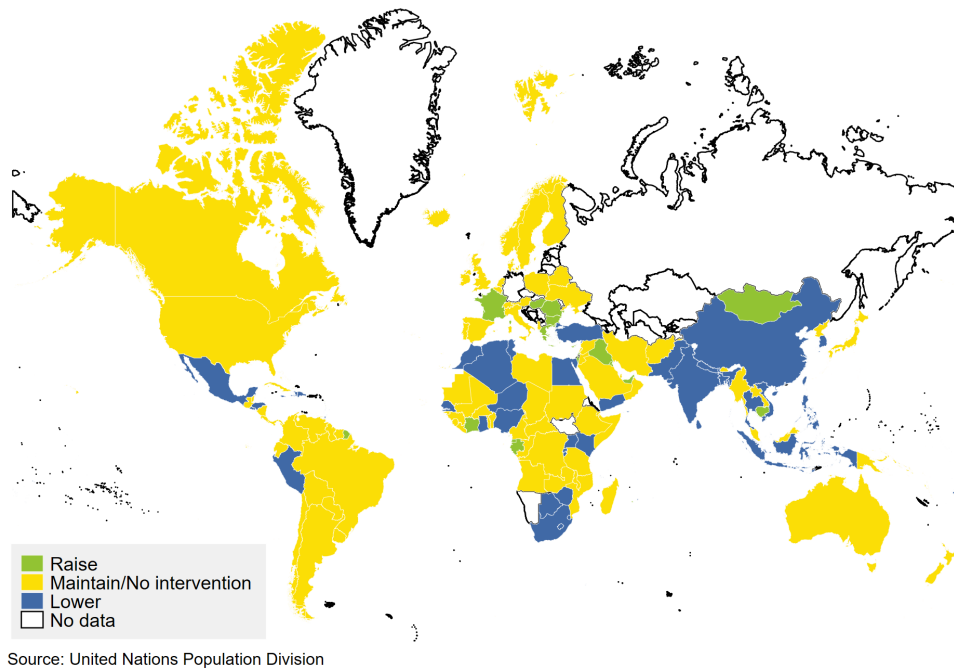 Raise
Maintain/No intervention
Lower
No data
Source: United Nations Population Division